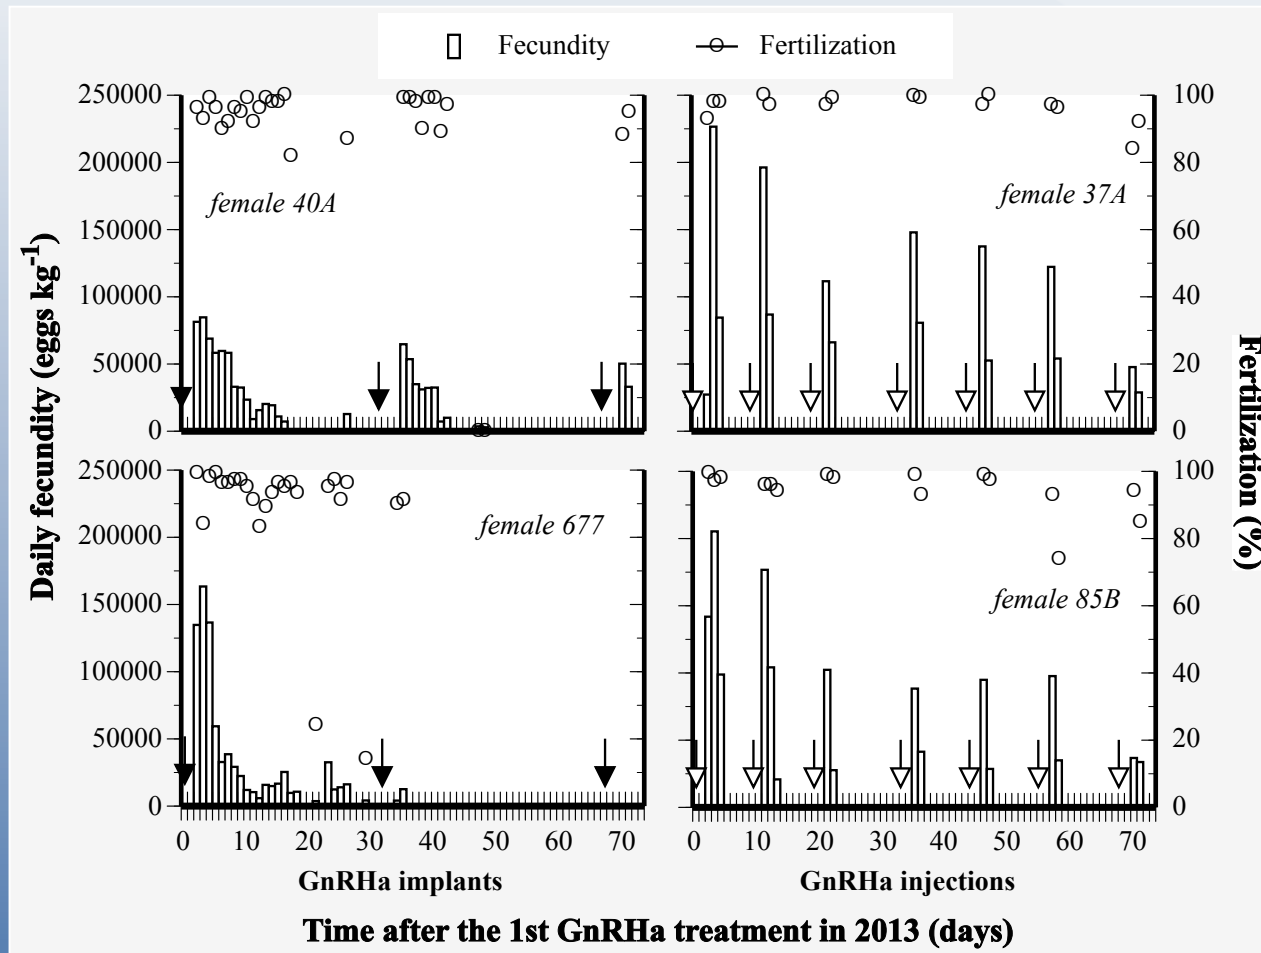 Fecundity Fertilization
250000 100
200000 80
female 40A female 37A
150000 60
100000 40
50000 20
0 0
250000 100
female 677
200000 80
female 85B
150000 60
100000 40
50000 20
0 0
0 10 20 30 40 50 60 70 0 10 20 30 40 50 60 70
GnRHa implants GnRHa injections
Time after the 1st GnRHa treatment in 2013 (days)
Daily fecundity (eggs kg-1)
Fertilization (%)